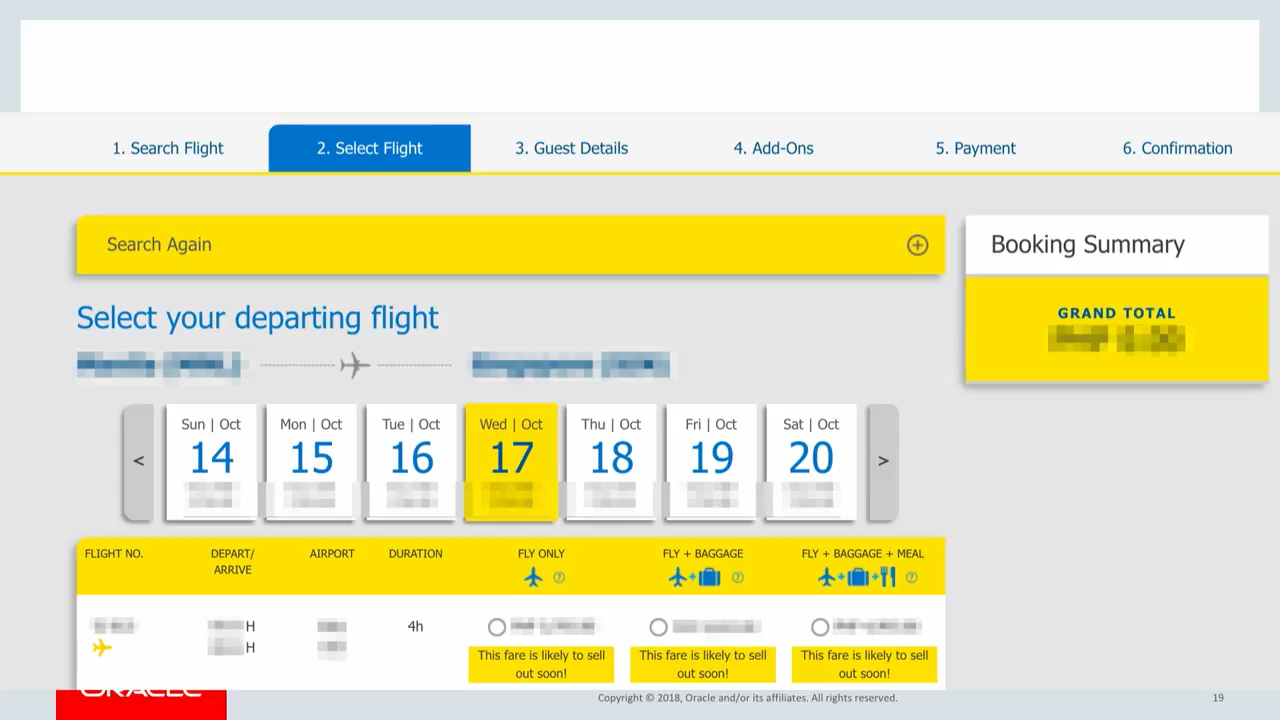 1. Search Flight
2. Select Flight
3. Guest Details
4. Add-Ons
5. Payment
6. Confirmation
Search Again
Booking Summary
GRAND TOTAL
Select your departing flight
<
Sun | Oct
14
Mon | Oct
15
Tue | Oct
16
Wed | Oct
17
Thu | Oct
18
Fri | Oct
19
Sat | Oct
20
>
FLIGHT NO.
DEPART/
ARRIVE
AIRPORT
DURATION
FLY ONLY
?
FLY + BAGGAGE
?
FLY + BAGGAGE + MEAL
?
H
H
4h
This fare is likely to sell
out soon!
This fare is likely to sell
out soon!
This fare is likely to sell
out soon!
ORACLE
Copyright © 2018, Oracle and/or its affiliates. All rights reserved.
19